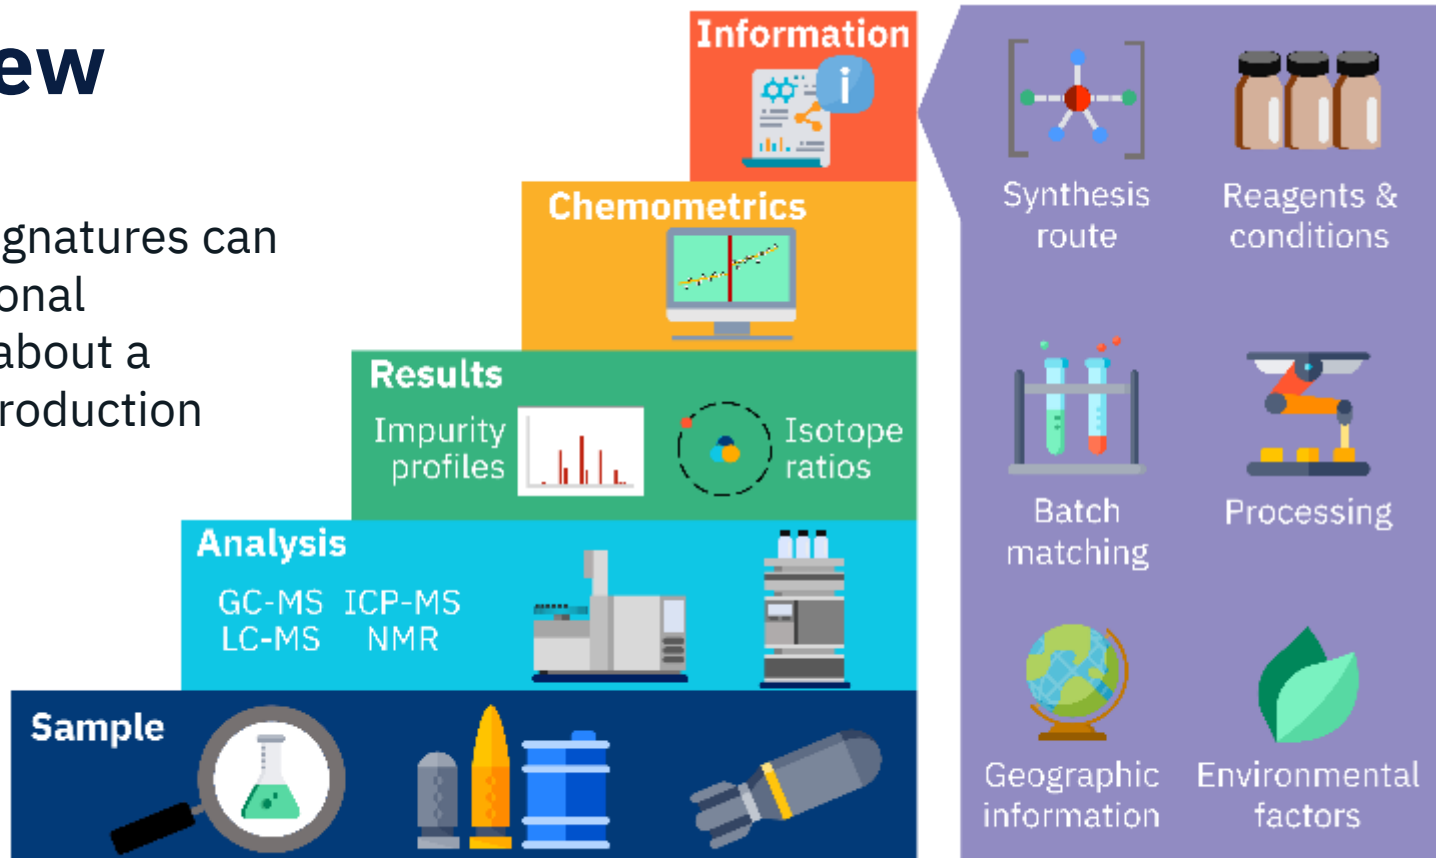 ew
gnatures can
onal
about a
roduction
Information
i
Chemometrics
Results
Impurity
profiles
Isotope
ratios
Analysis
GC-MS ICP-MS
LC-MS NMR
Sample
Synthesis
route
Reagents &
conditions
Batch
matching
Processing
Geographic
information
Environmental
factors